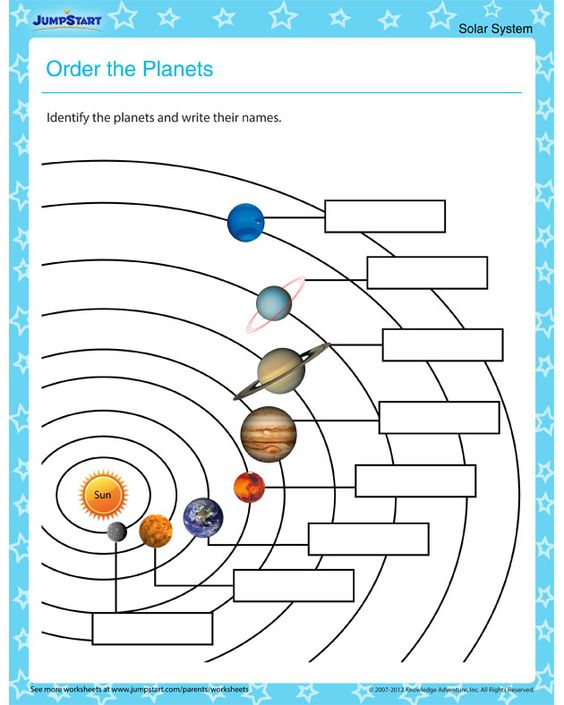 JUMPSTART
Solar System
Order the Planets
Identify the planets and write their names.
Sun
See more worksheets at www.jumpstart.com/parents/worksheets
© 2007-2012 Knowledge Adventure, Inc. All Rights Reserved.